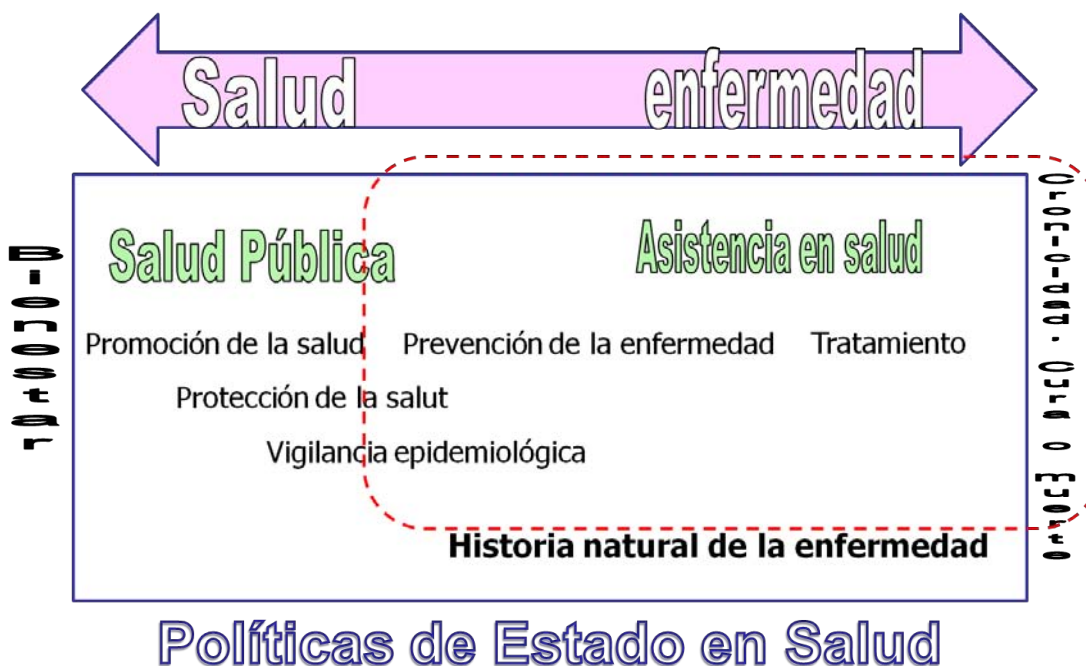 Salud enfermedad
Bienestar
Salud Pública Asistencia en salud
Promoción de la salud Prevención de la enfermedad Tratamiento
Protección de la salut
Vigilancia epidemiológica
Historia natural de la enfermedad
Cronicidad. Cura o muerte
Políticas de Estado en Salud